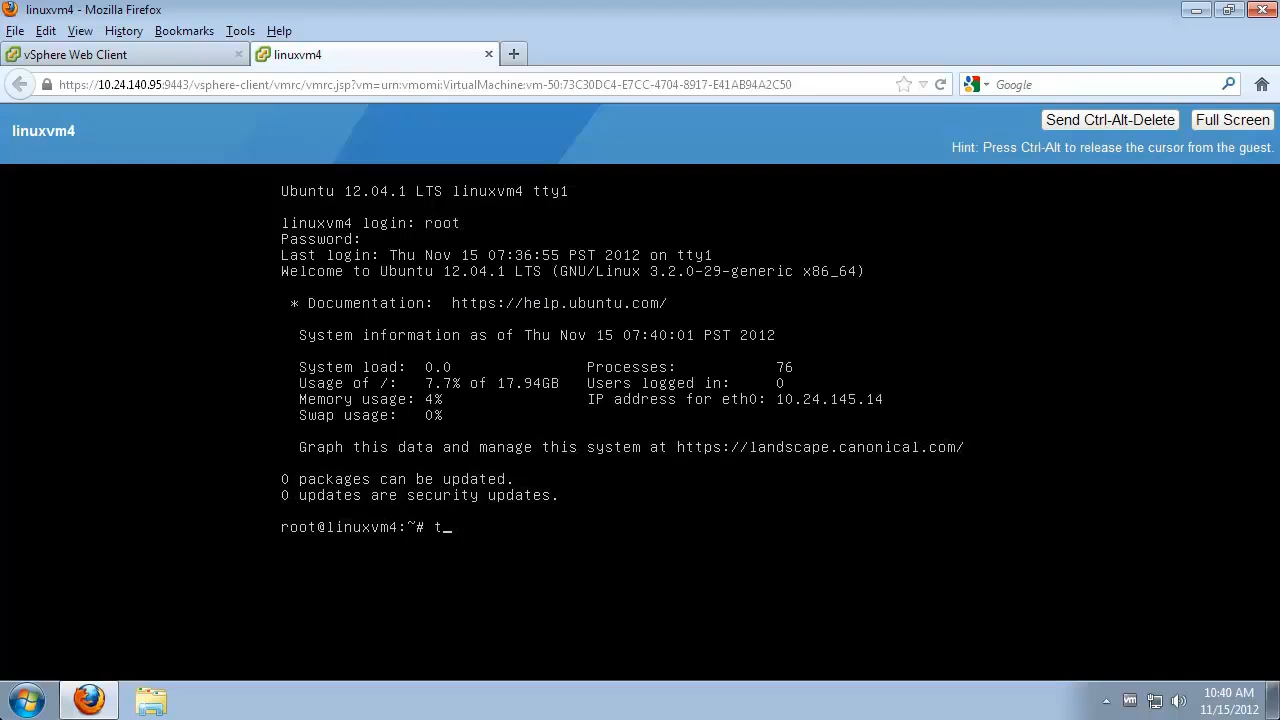 linuxvm4 - Mozilla Firefox
File Edit View History Bookmarks Tools Help
vSphere Web Client
linuxvm4
https://10.24.140.95:9443/vsphere-client/vmrc/vmrc.jsp?vm=urn:vmomi:VirtualMachine:vm-50:73C30DC4-E7CC-4704-8917-E41AB94A2C50
Google
linuxvm4
Send Ctrl-Alt-Delete
Full Screen
Hint: Press Ctrl-Alt to release the cursor from the guest.
Ubuntu 12.04.1 LTS linuxvm4 tty1
linuxvm4 login: root
Password:
Last login: Thu Nov 15 07:36:55 PST 2012 on tty1
Welcome to Ubuntu 12.04.1 LTS (GNU/Linux 3.2.0-29-generic x86_64)
* Documentation: https://help.ubuntu.com/
System information as of Thu Nov 15 07:40:01 PST 2012
System load: 0.0 Processes: 76
Usage of /: 7.7% of 17.94GB Users logged in: 0
Memory usage: 4% IP address for eth0: 10.24.145.14
Swap usage: 0%
Graph this data and manage this system at https://landscape.canonical.com/
0 packages can be updated.
0 updates are security updates.
root@linuxvm4:~# t_
vm
10:40 AM
11/15/2012